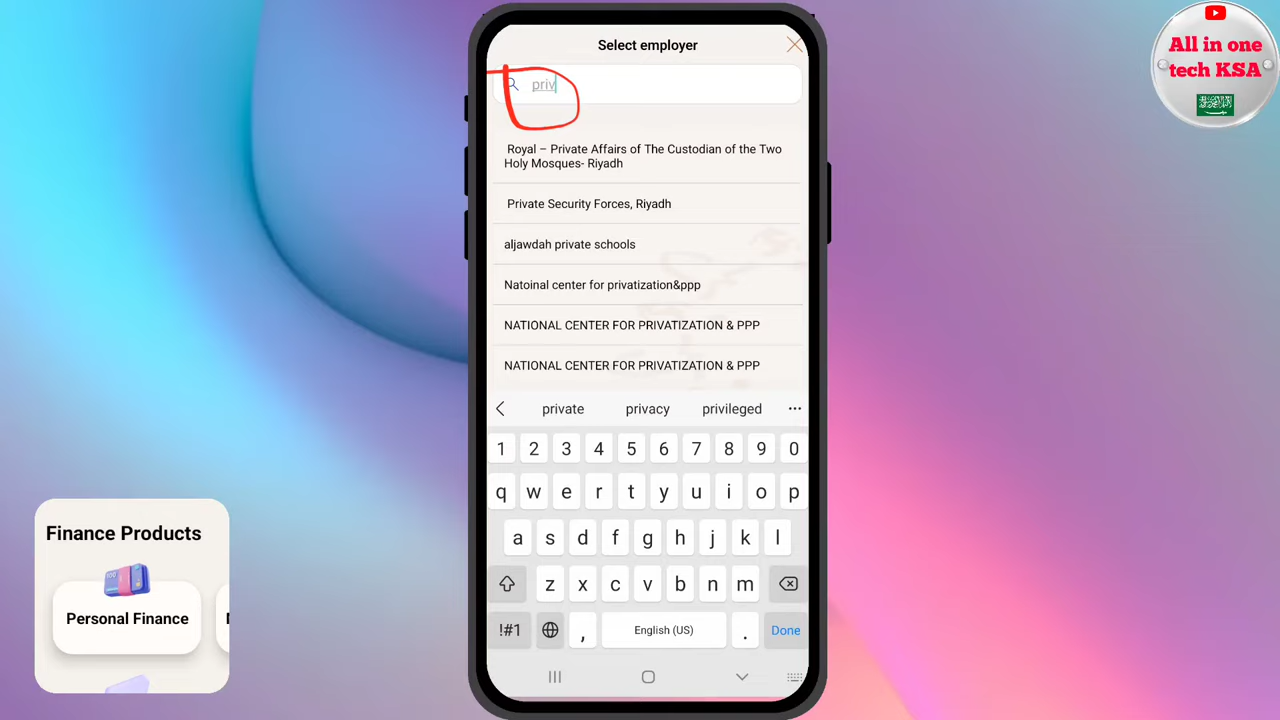 Select employer
priv
Royal – Private Affairs of The Custodian of the Two
Holy Mosques- Riyadh
Private Security Forces, Riyadh
aljawdah private schools
Natoinal center for privatization&ppp
NATIONAL CENTER FOR PRIVATIZATION & PPP
NATIONAL CENTER FOR PRIVATIZATION & PPP
private privacy privileged
1 2 3 4 5 6 7 8 9 0
q w e r t y u i o p
a s d f g h j k l
z x c v b n m
!#1 , English (US) . Done
All in one
tech KSA
Finance Products
Personal Finance